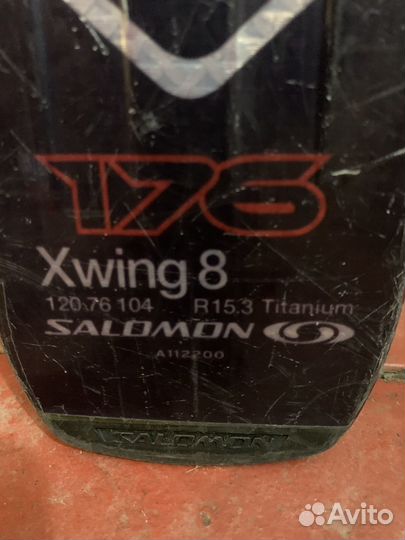 176
Xwing 8
120 76 104 R15.3 Titanium
SALOMON
A112200
SALOMON
Avito